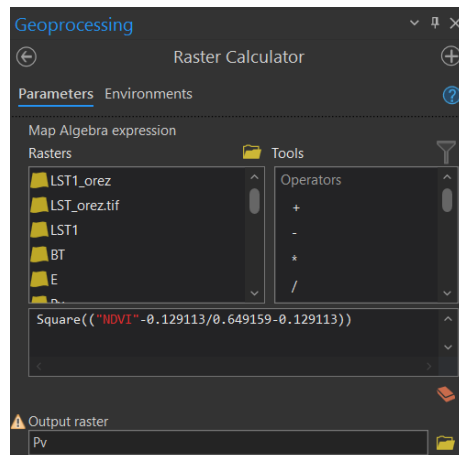 Geoprocessing
Raster Calculator
Parameters Environments
Map Algebra expression
Rasters Tools
LST1_orez Operators
LST_orez.tif +
LST1 -
BT *
E /
Pv
Square(("NDVI"-0.129113/0.649159-0.129113))
Output raster
Pv